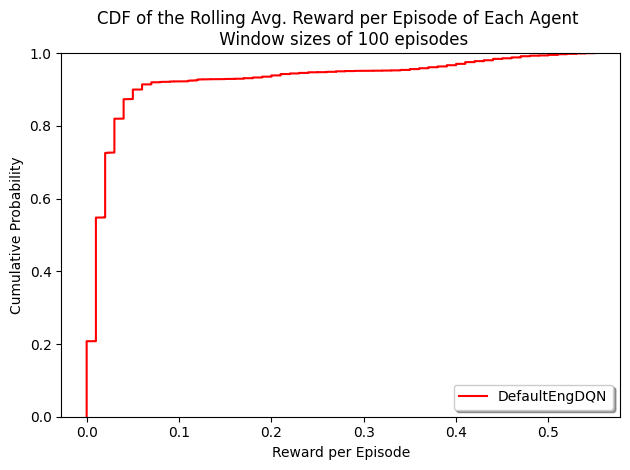 CDF of the Rolling Avg. Reward per Episode of Each Agent
Window sizes of 100 episodes
1.0
0.8
0.6
0.4
0.2
0.0
Cumulative Probability
DefaultEngDQN
0.0 0.1 0.2 0.3 0.4 0.5
Reward per Episode